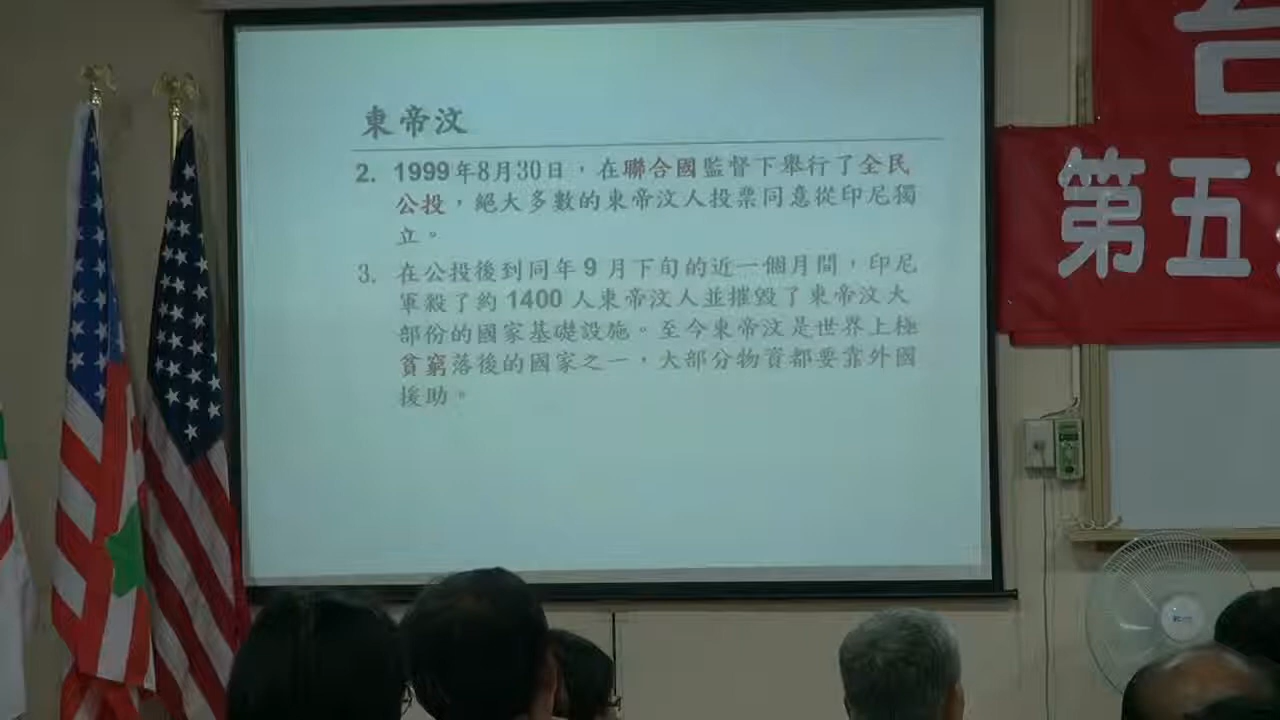 東帝汶
2. 1999年8月30日，在聯合國監督下舉行了全民
公投，絕大多數的東帝汶人投票同意從印尼獨
立。
3. 在公投後到同年 9 月下旬的近一個月間，印尼
軍殺了約 1400 人東帝汶人並摧毀了東帝汶大
部份的國家基礎設施。至今東帝汶是世界上極
貧窮落後的國家之一，大部分物資都要靠外國
援助。
第五